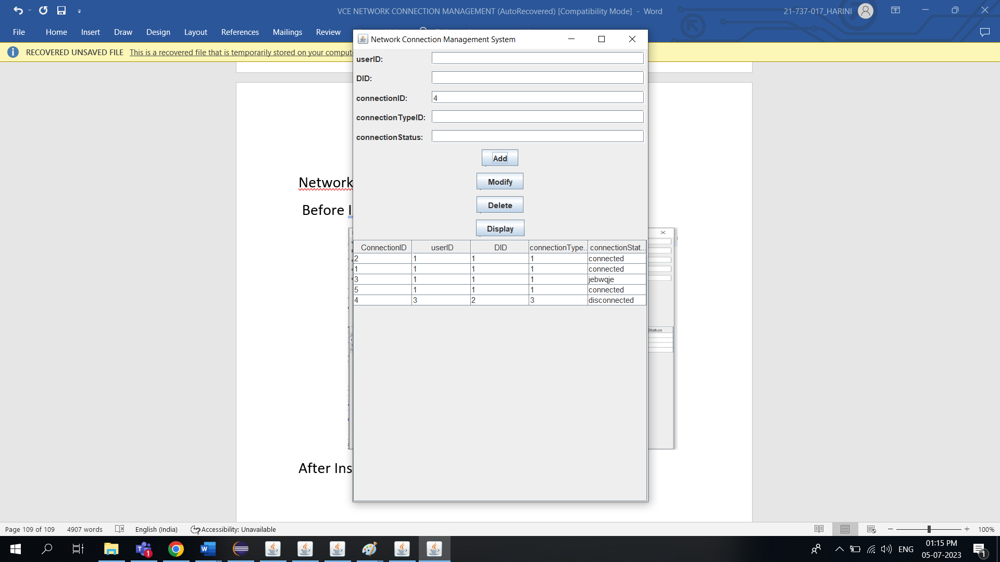 VCE NETWORK CONNECTION MANAGEMENT (AutoRecovered) [Compatibility Mode] - Word
21-737-017_HARINI
File Home Insert Draw Design Layout References Mailings Review
RECOVERED UNSAVED FILE This is a recovered file that is temporarily stored on your compute
Network Connection Management System
userID:
DID:
connectionID: 4
connectionTypeID:
connectionStatus:
Add
Modify
Delete
Display
Network
Before I
ConnectionID userID DID connectionType... connectionStat...
2 1 1 1 connected
1 1 1 1 connected
3 1 1 1 jebwqje
5 1 1 1 connected
4 3 2 3 disconnected
Status
After Ins
Page 109 of 109 4907 words English (India) Accessibility: Unavailable 100%
1
ENG
01:15 PM
05-07-2023
1